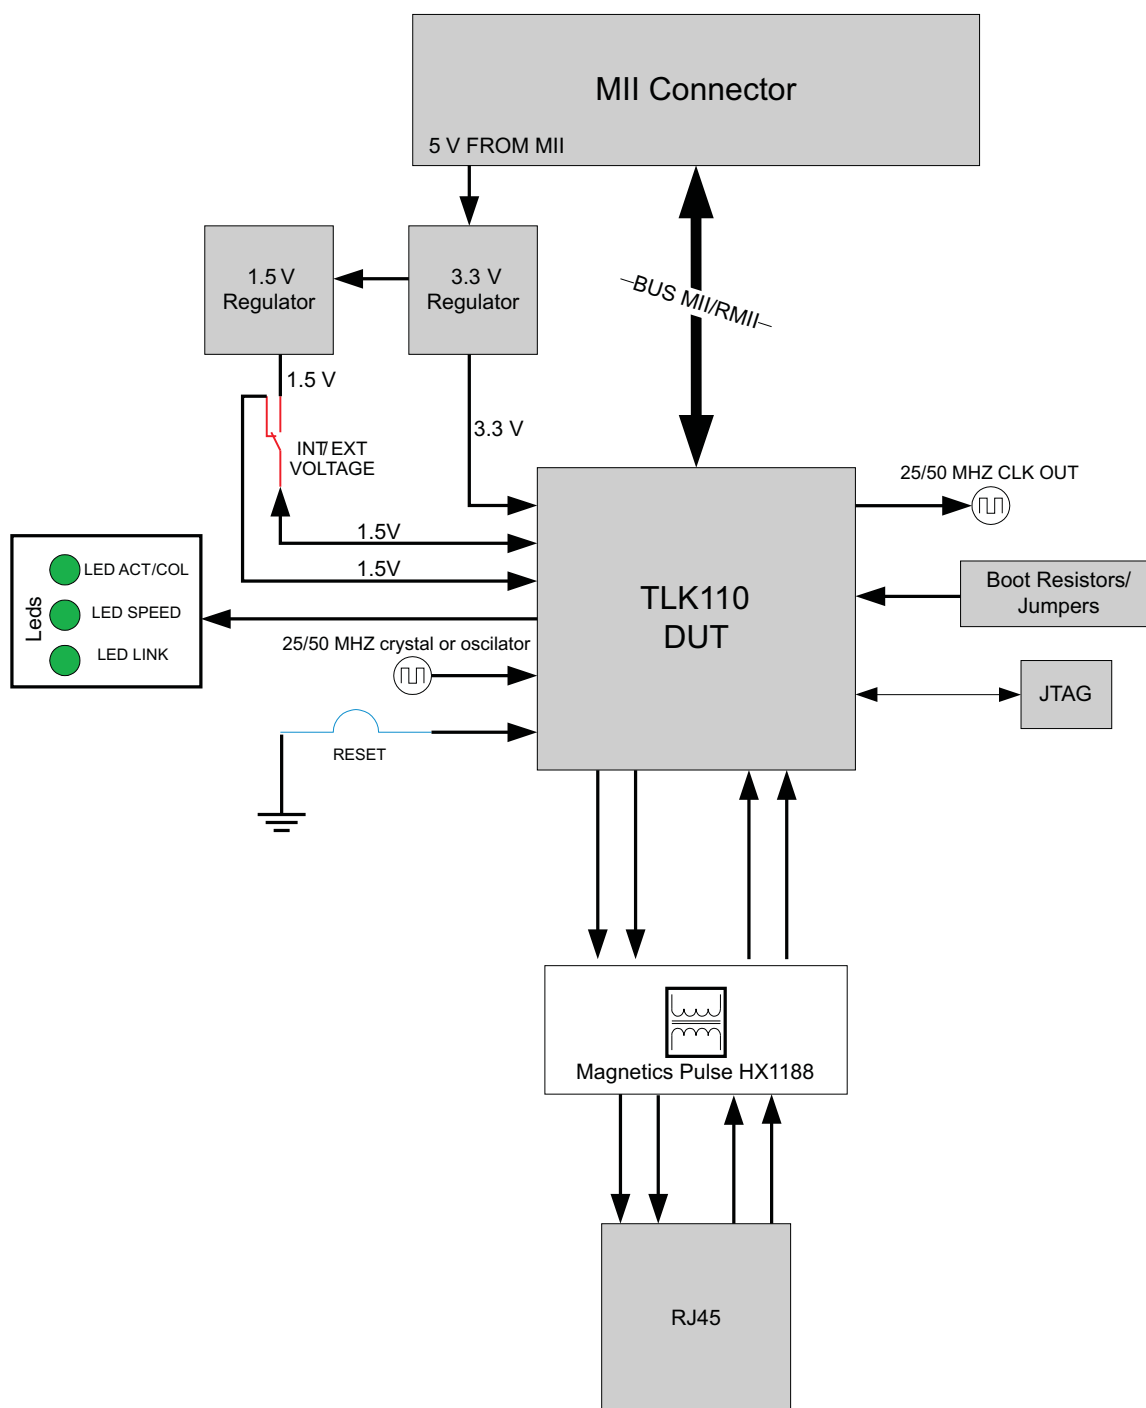 MII Connector
5 V FROM MII
1.5 V
Regulator
3.3 V
Regulator
BUS MII/RMII
1.5 V
3.3 V
INT/EXT
VOLTAGE
25/50 MHZ CLK OUT
1.5V
1.5V
Leds
LED ACT/COL
LED SPEED
LED LINK
TLK110
DUT
Boot Resistors/
Jumpers
25/50 MHZ crystal or oscilator
JTAG
RESET
Magnetics Pulse HX1188
RJ45